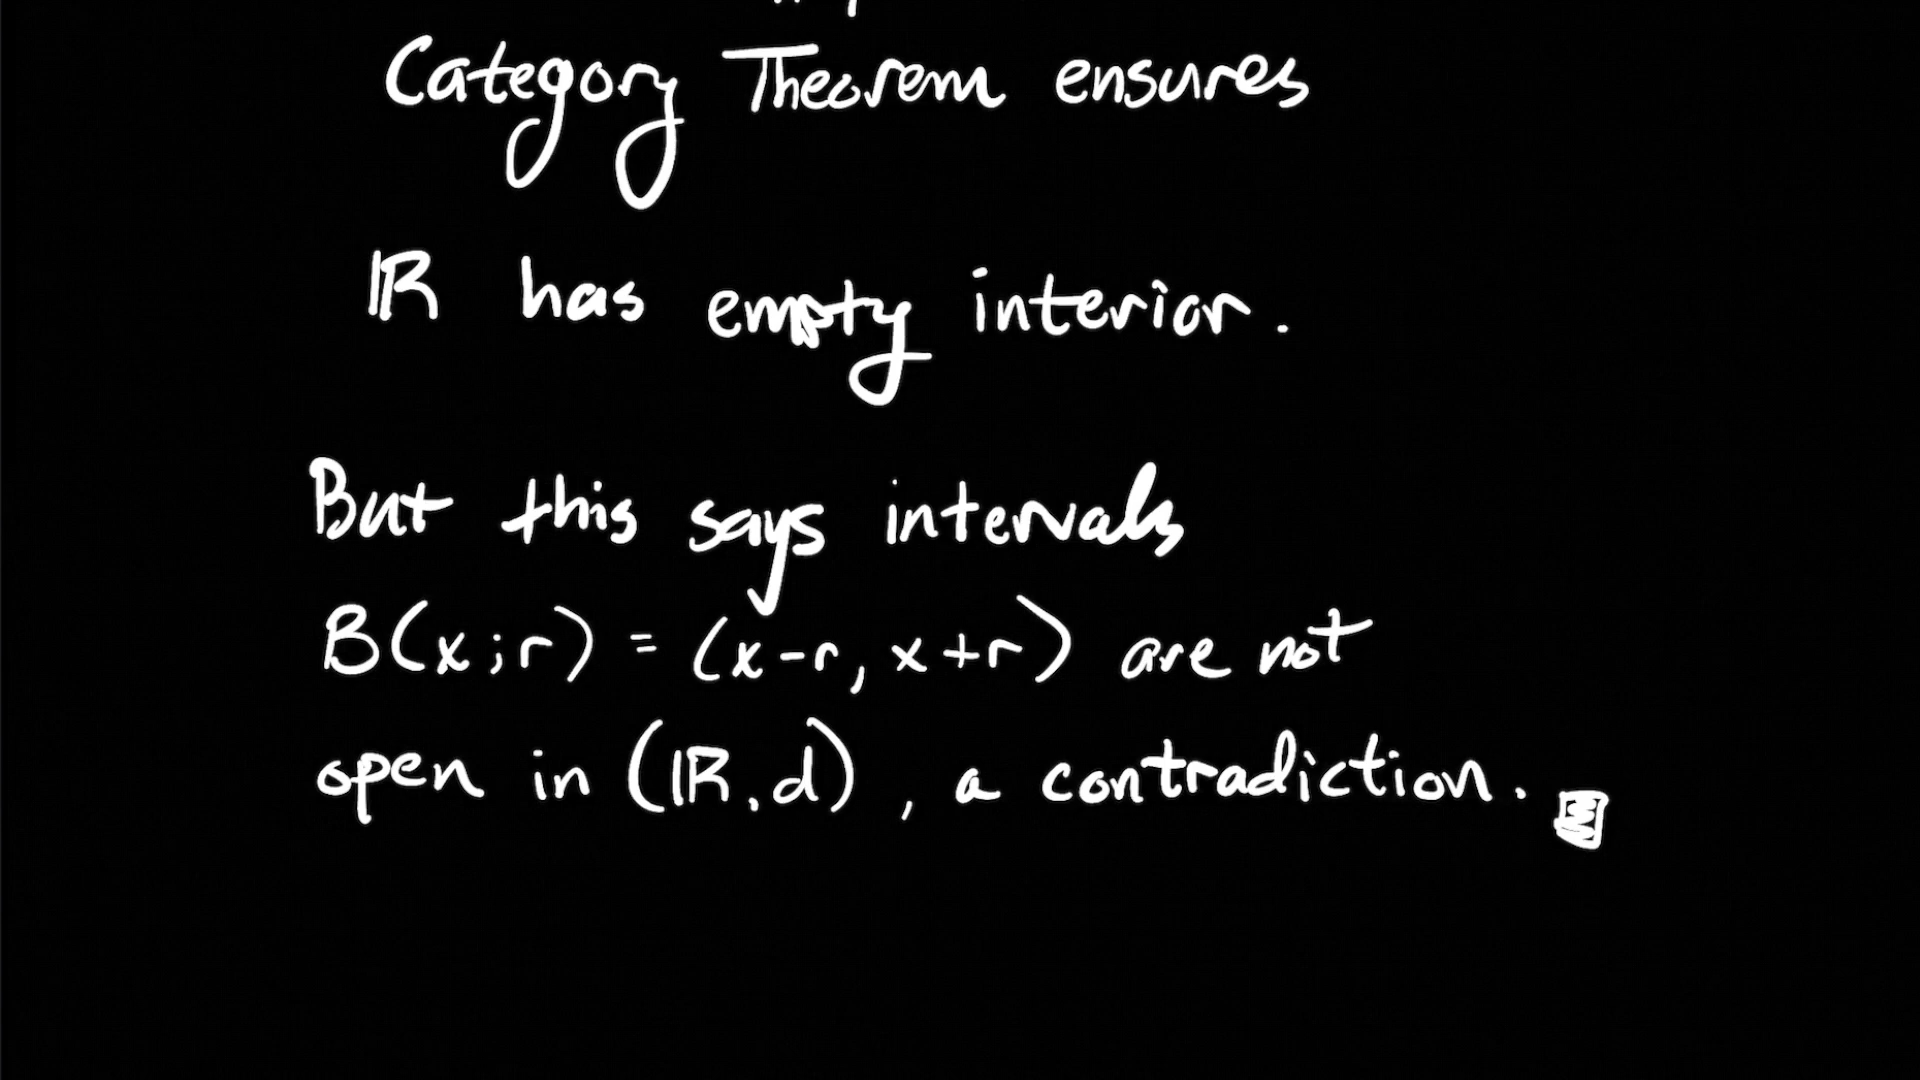 Category Theorem ensures
ℝ has empty interior.
But this says intervals
B(x;r) = (x-r, x+r) are not
open in (ℝ,d), a contradiction.